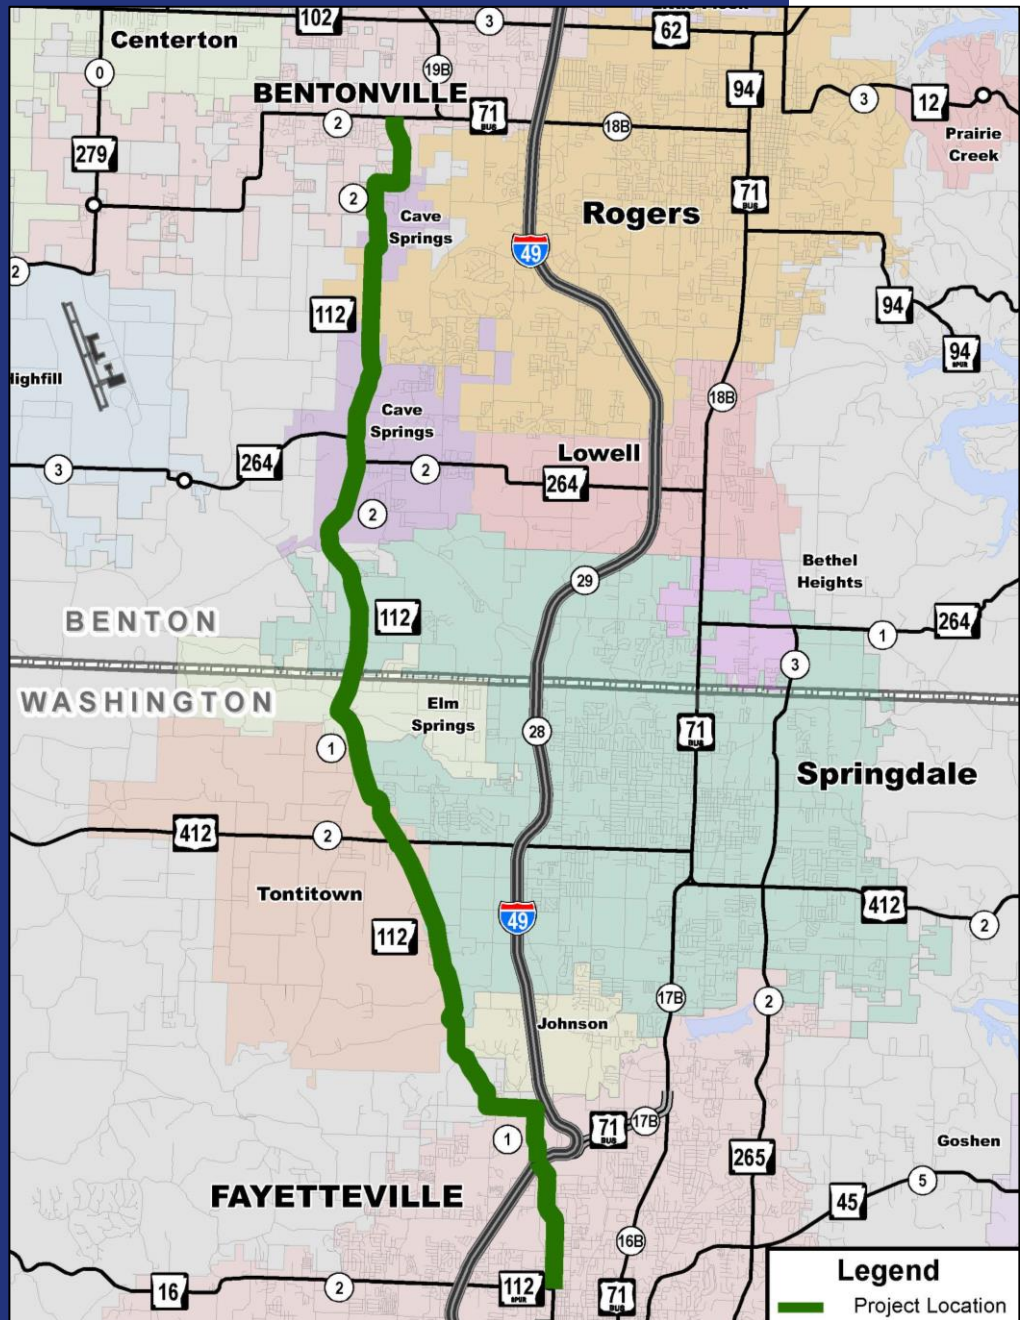 102
3
62
Centerton
0
19B
94
3
12
BENTONVILLE
71
BUS
2
18B
Prairie
Creek
279
2
71
BUS
Cave
Springs
Rogers
49
2
112
94
94
SPUR
Highfill
18B
Cave
Springs
Lowell
264
3
2
264
2
29
Bethel
Heights
112
264
BENTON
1
3
WASHINGTON
Elm
Springs
28
71
BUS
1
Springdale
412
2
Tontitown
412
49
2
112
17B
2
Johnson
1
71
BUS
17B
Goshen
265
5
FAYETTEVILLE
45
16B
16
2
112
SPUR
71
BUS
Legend
Project Location